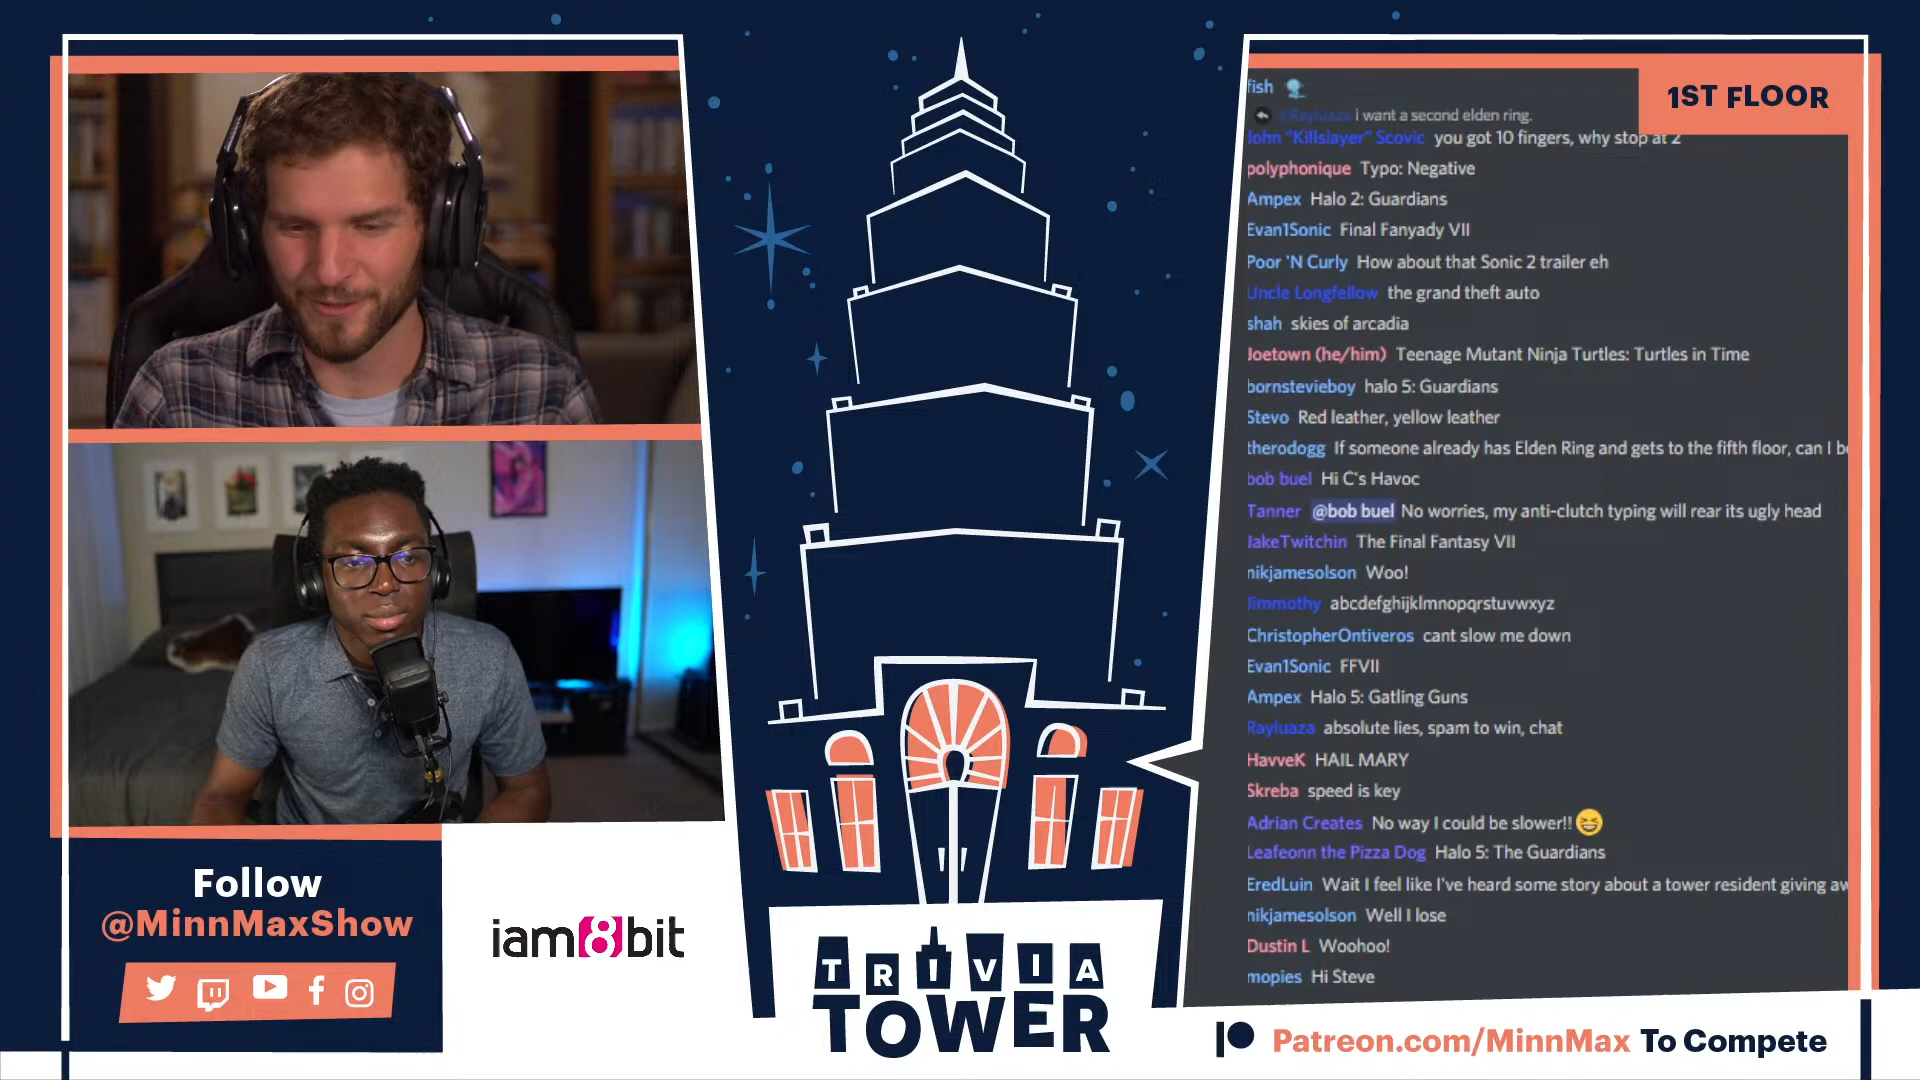 1ST FLOOR
fish
@Rayluaza i want a second elden ring.
John "Killslayer" Scovic you got 10 fingers, why stop at 2
polyphonique Typo: Negative
Ampex Halo 2: Guardians
Evan1Sonic Final Fanyady VII
Poor 'N Curly How about that Sonic 2 trailer eh
Uncle Longfellow the grand theft auto
shah skies of arcadia
Joetown (he/him) Teenage Mutant Ninja Turtles: Turtles in Time
bornstevieboy halo 5: Guardians
Stevo Red leather, yellow leather
therodogg If someone already has Elden Ring and gets to the fifth floor, can I
bob buel Hi C's Havoc
Tanner @bob buel No worries, my anti-clutch typing will rear its ugly head
JakeTwitchin The Final Fantasy VII
nikjamesolson Woo!
Jimmothy abcdefghijklmnopqrstuvwxyz
ChristopherOntiveros cant slow me down
Evan1Sonic FFVII
Ampex Halo 5: Gatling Guns
Rayluaza absolute lies, spam to win, chat
HavveK HAIL MARY
Skreba speed is key
Adrian Creates No way I could be slower!!
Leafeonn the Pizza Dog Halo 5: The Guardians
EredLuin Wait I feel like I've heard some story about a tower resident giving
nikjamesolson Well I lose
Dustin L Woohoo!
mopies Hi Steve
Follow
@MinnMaxShow
iam8bit
TRIVIA
TOWER
Patreon.com/MinnMax To Compete